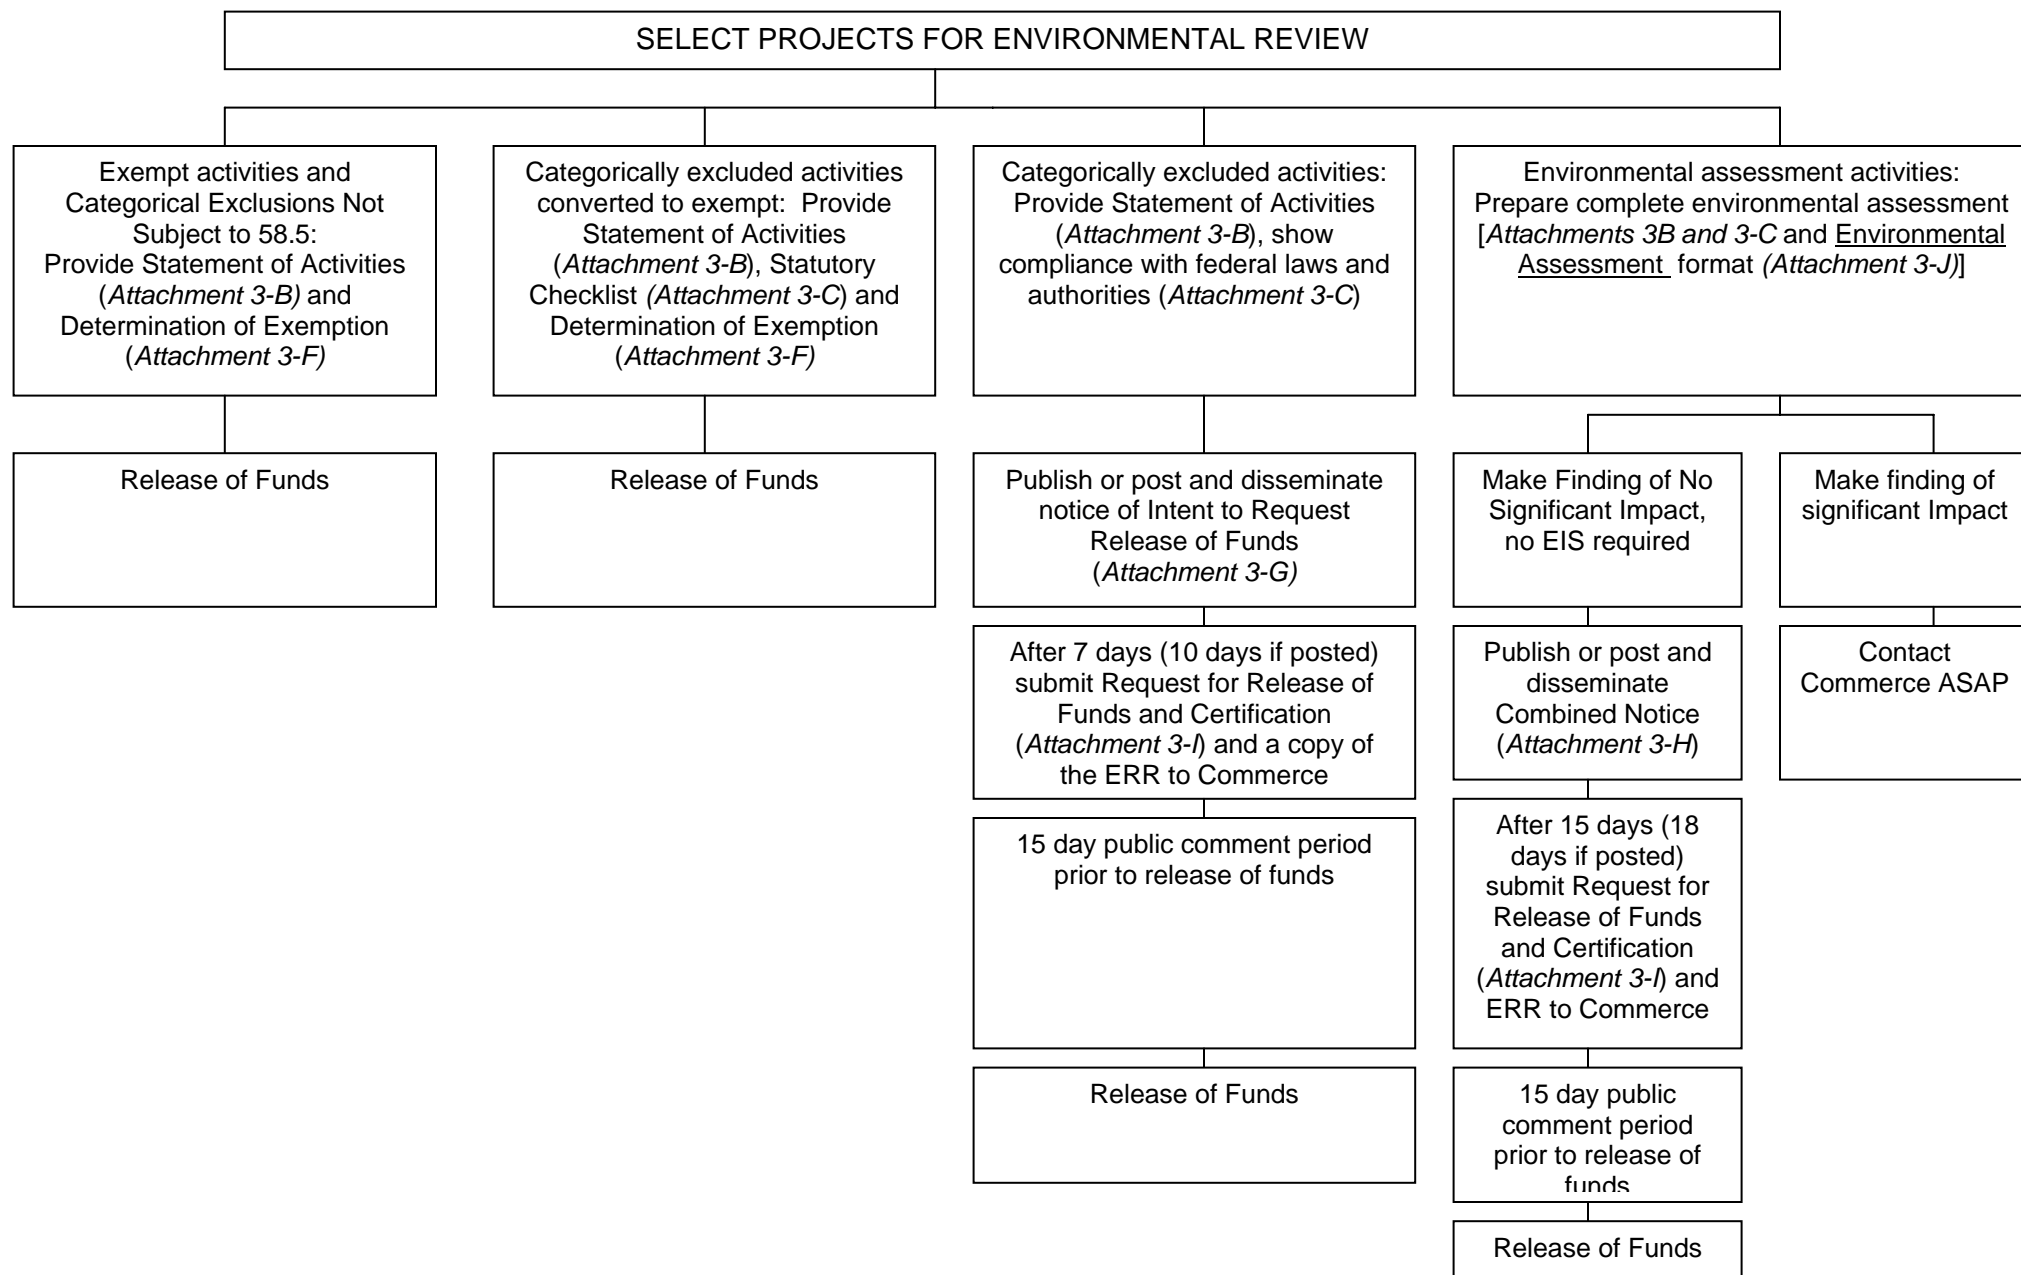 SELECT PROJECTS FOR ENVIRONMENTAL REVIEW
Exempt activities and
Categorical Exclusions Not
Subject to 58.5:
Provide Statement of Activities
(Attachment 3-B) and
Determination of Exemption
(Attachment 3-F)
Categorically excluded activities
converted to exempt:  Provide
Statement of Activities
(Attachment 3-B), Statutory
Checklist (Attachment 3-C) and
Determination of Exemption
(Attachment 3-F)
Categorically excluded activities:
Provide Statement of Activities
(Attachment 3-B), show
compliance with federal laws and
authorities (Attachment 3-C)
Environmental assessment activities:
Prepare complete environmental assessment
[Attachments 3B and 3-C and Environmental
Assessment  format (Attachment 3-J)]
Release of Funds
Release of Funds
Publish or post and disseminate
notice of Intent to Request
Release of Funds
(Attachment 3-G)
Make Finding of No
Significant Impact,
no EIS required
Make finding of
significant Impact
After 7 days (10 days if posted)
submit Request for Release of
Funds and Certification
(Attachment 3-I) and a copy of
the ERR to Commerce
Publish or post and
disseminate
Combined Notice
(Attachment 3-H)
Contact
Commerce ASAP
15 day public comment period
prior to release of funds
After 15 days (18
days if posted)
submit Request for
Release of Funds
and Certification
(Attachment 3-I) and
ERR to Commerce
Release of Funds
15 day public
comment period
prior to release of
funds
Release of Funds